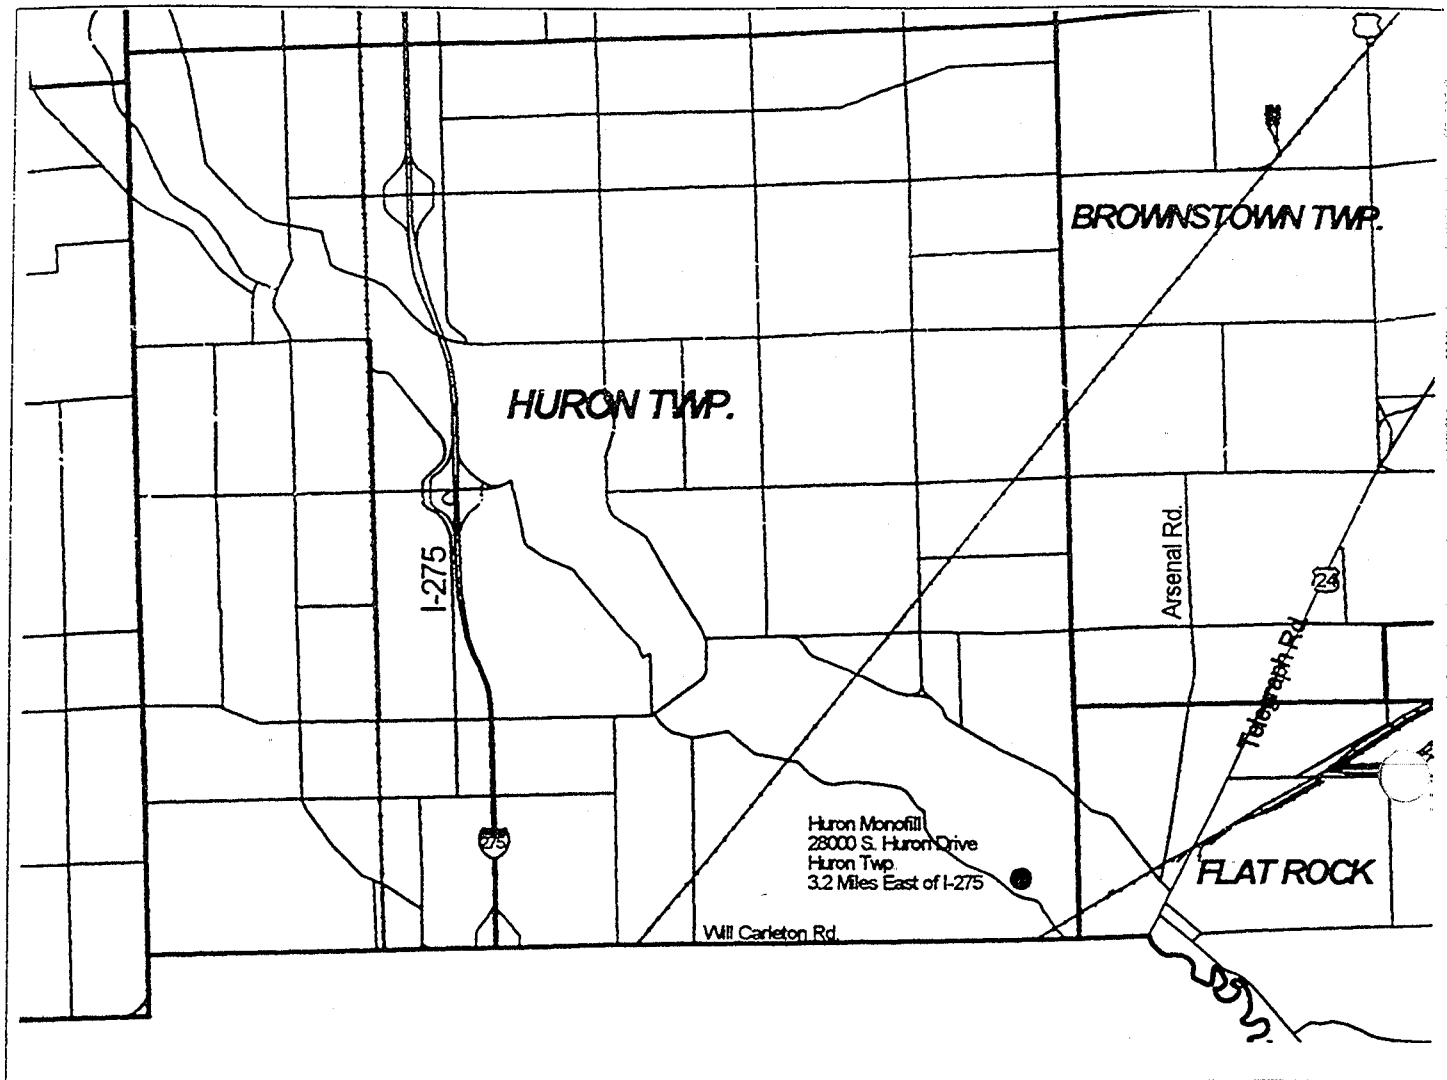 BROWNSTOWN TWP.
HURON TWP.
I-275
Arsenal Rd.
24
Telegraph Rd.
275
Huron Monofill
28000 S. Huron Drive
Huron Twp.
3.2 Miles East of I-275
FLAT ROCK
Will Carleton Rd.